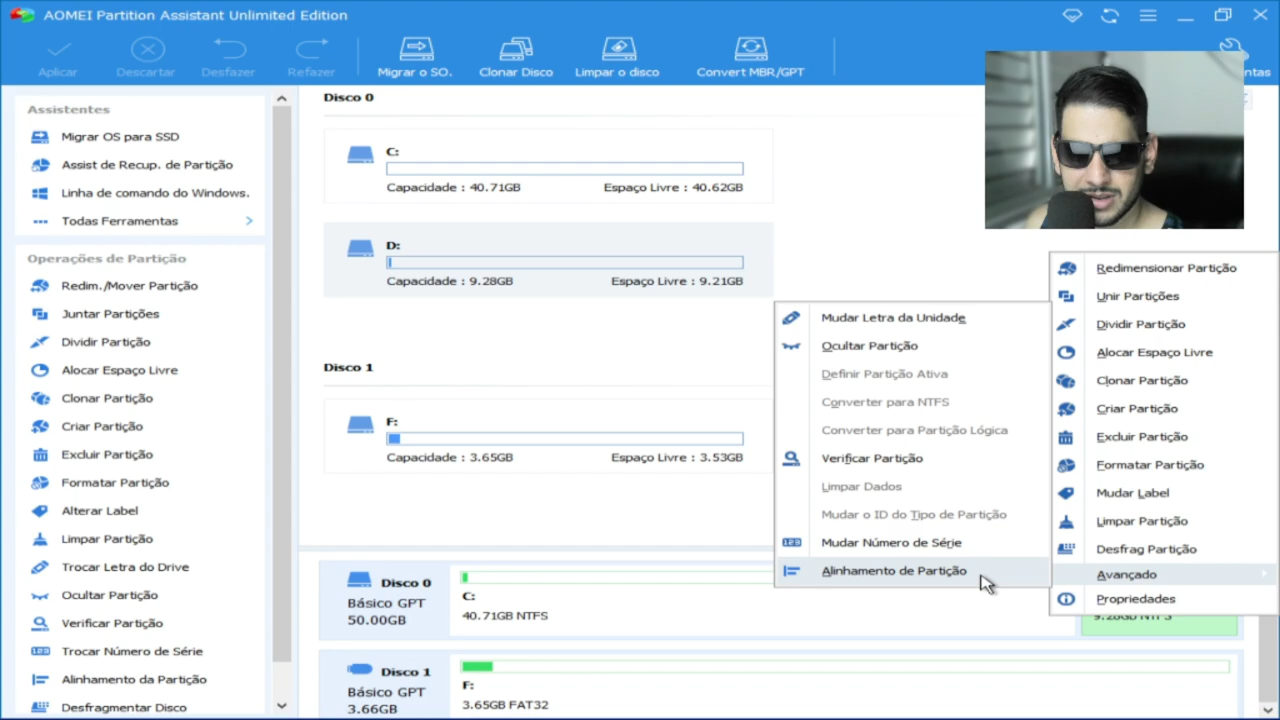 AOMEI Partition Assistant Unlimited Edition
Aplicar
Descartar
Desfazer
Refazer
Migrar o SO.
Clonar Disco
Limpar o disco
Convert MBR/GPT
Assistentes
Migrar OS para SSD
Assist de Recup. de Partição
Linha de comando do Windows.
Todas Ferramentas
Operações de Partição
Redim./Mover Partição
Juntar Partições
Dividir Partição
Alocar Espaço Livre
Clonar Partição
Criar Partição
Excluir Partição
Formatar Partição
Alterar Label
Limpar Partição
Trocar Letra do Drive
Ocultar Partição
Verificar Partição
Trocar Número de Série
Alinhamento da Partição
Desfragmentar Disco
Disco 0
C:
Capacidade : 40.71GB Espaço Livre : 40.62GB
D:
Capacidade : 9.28GB Espaço Livre : 9.21GB
Disco 1
F:
Capacidade : 3.65GB Espaço Livre : 3.53GB
Mudar Letra da Unidade
Ocultar Partição
Definir Partição Ativa
Converter para NTFS
Converter para Partição Lógica
Verificar Partição
Limpar Dados
Mudar o ID do Tipo de Partição
Mudar Número de Série
Alinhamento de Partição
Redimensionar Partição
Unir Partições
Dividir Partição
Alocar Espaço Livre
Clonar Partição
Criar Partição
Excluir Partição
Formatar Partição
Mudar Label
Limpar Partição
Desfrag Partição
Avançado
Propriedades
Disco 0
Básico GPT
50.00GB
C:
40.71GB NTFS
9.28GB NTFS
Disco 1
Básico GPT
3.66GB
F:
3.65GB FAT32